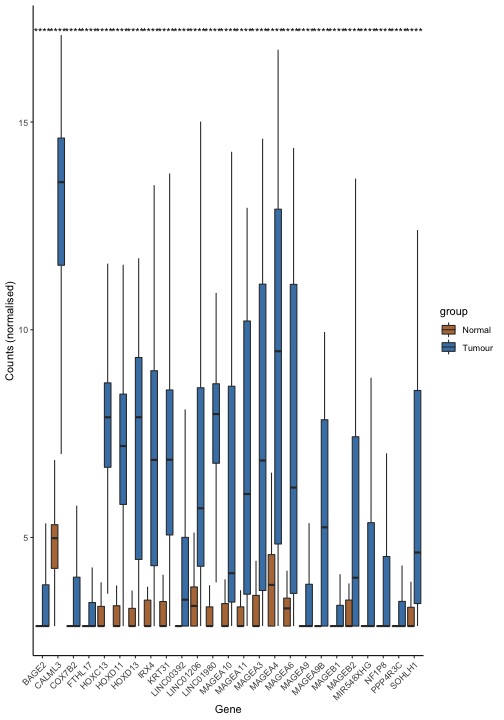 15
10
5
Counts (normalised)
group
Normal
Tumour
BAGE2
CALML3
COX7B2
FTHL17
HOXC13
HOXD11
HOXD13
IRX4
KRT31
LINC00392
LINC01206
LINC01980
MAGEA10
MAGEA11
MAGEA3
MAGEA4
MAGEA6
MAGEA9
MAGEA9B
MAGEB1
MAGEB2
MIR548XHG
NF1P8
PPP4R3C
SOHLH1
Gene